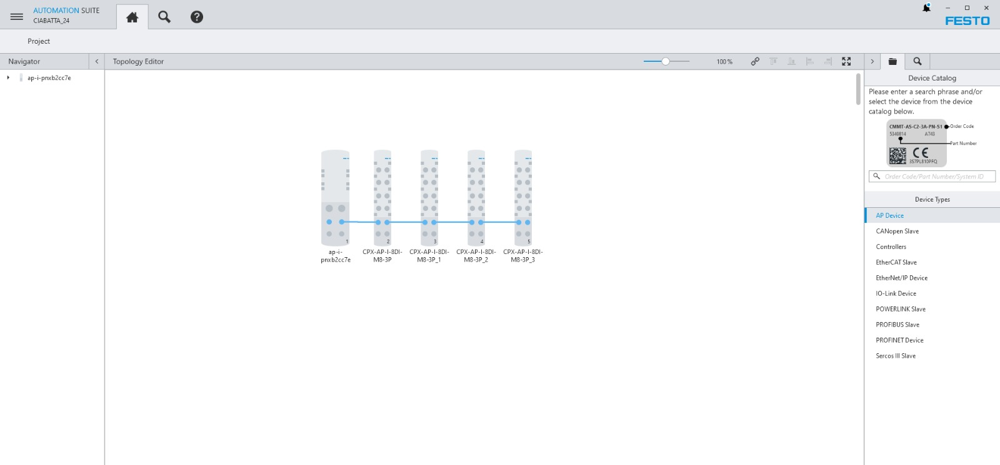 AUTOMATION SUITE
CIABATTA_24
FESTO
Project
Navigator
Topology Editor
100 %
ap-i-pnxb2cc7e
1
2
3
4
5
ap-i-
pnxb2cc7e
CPX-AP-I-8DI-
M8-3P
CPX-AP-I-8DI-
M8-3P_1
CPX-AP-I-8DI-
M8-3P_2
CPX-AP-I-8DI-
M8-3P_3
Device Catalog
Please enter a search phrase and/or
select the device from the device
catalog below.
CMMT-AS-C2-3A-PN-S1
Order Code
5340814 A743
Part Number
CE
3S7PL810PFQ
Order Code/Part Number/System ID
Device Types
AP Device
CANopen Slave
Controllers
EtherCAT Slave
EtherNet/IP Device
IO-Link Device
POWERLINK Slave
PROFIBUS Slave
PROFINET Device
Sercos III Slave